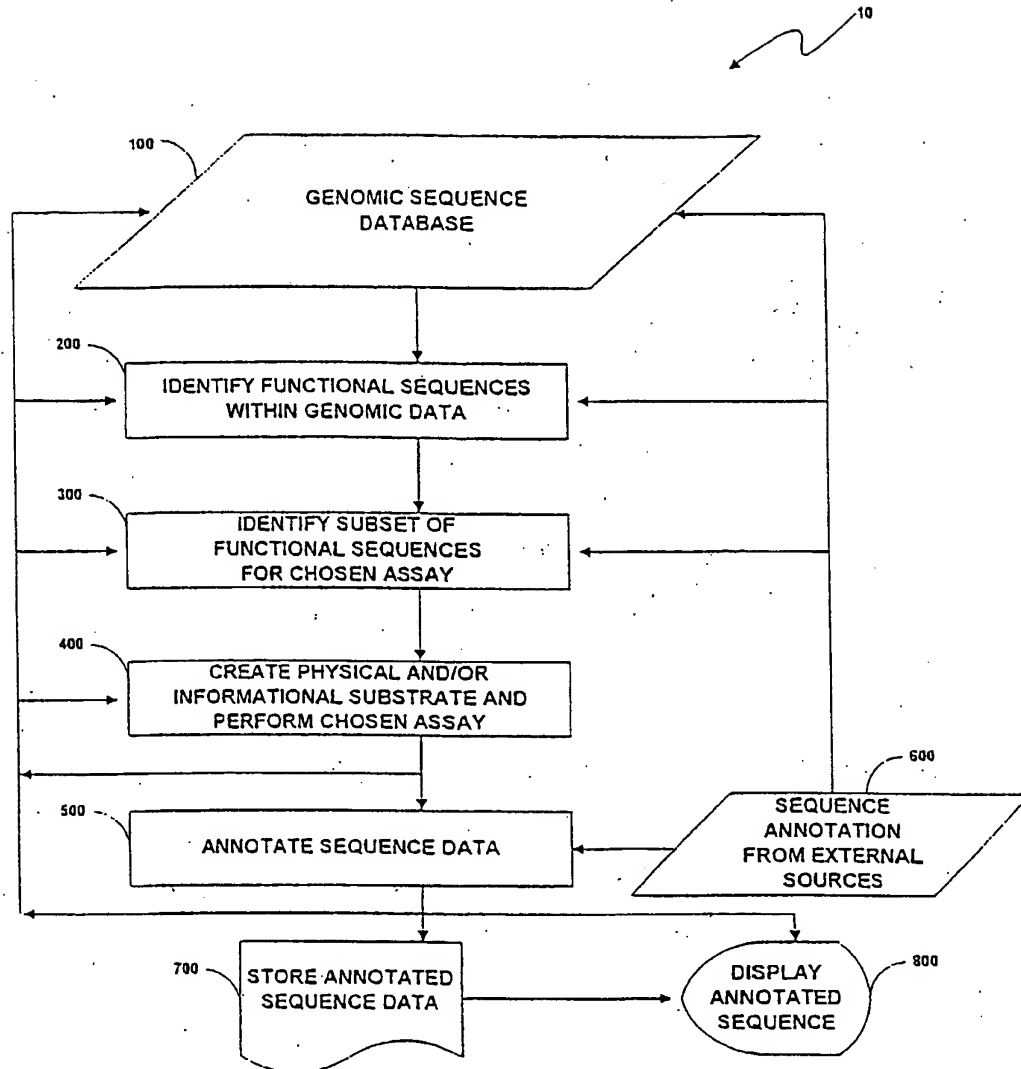 10
100
GENOMIC SEQUENCE
DATABASE
200
IDENTIFY FUNCTIONAL SEQUENCES
WITHIN GENOMIC DATA
300
IDENTIFY SUBSET OF
FUNCTIONAL SEQUENCES
FOR CHOSEN ASSAY
400
CREATE PHYSICAL AND/OR
INFORMATIONAL SUBSTRATE AND
PERFORM CHOSEN ASSAY
500
ANNOTATE SEQUENCE DATA
600
SEQUENCE
ANNOTATION
FROM EXTERNAL
SOURCES
700
STORE ANNOTATED
SEQUENCE DATA
800
DISPLAY
ANNOTATED
SEQUENCE